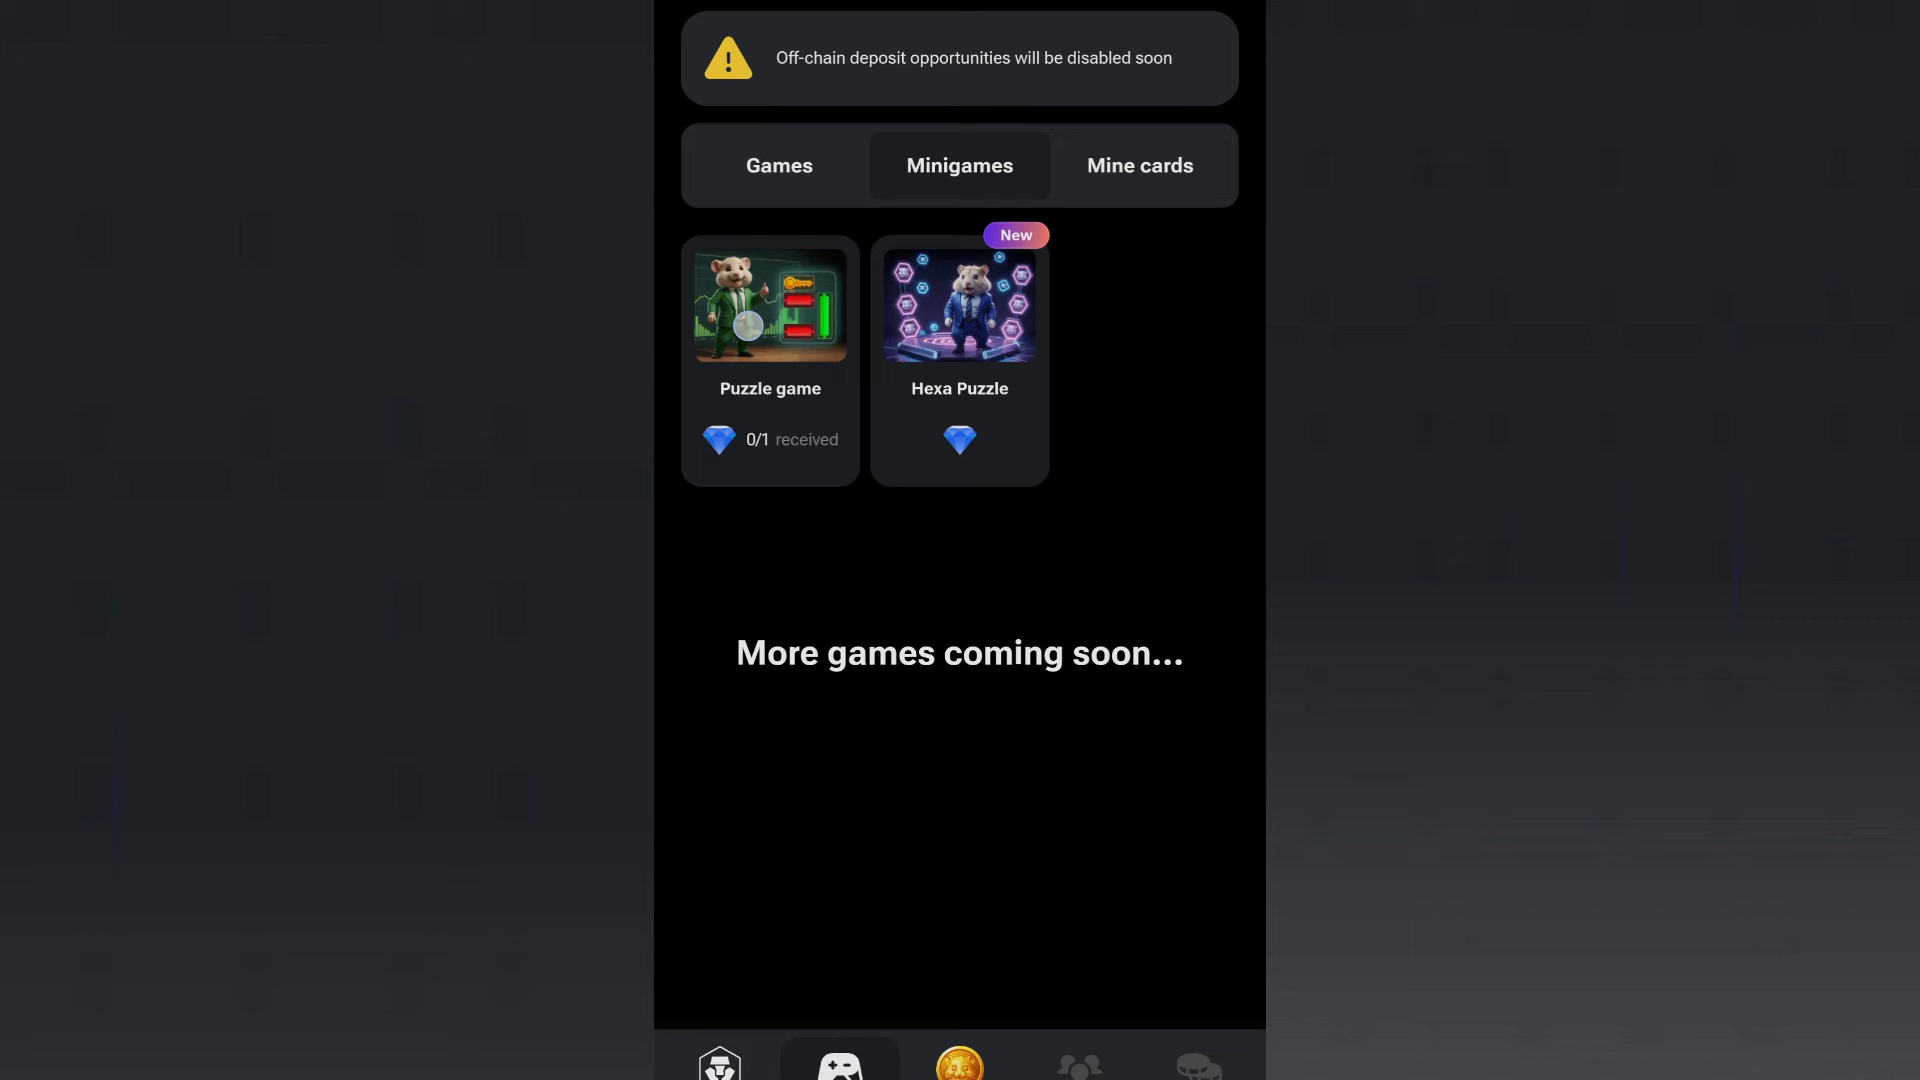 Off-chain deposit opportunities will be disabled soon
Games
Minigames
Mine cards
New
Puzzle game
Hexa Puzzle
0/1 received
More games coming soon...